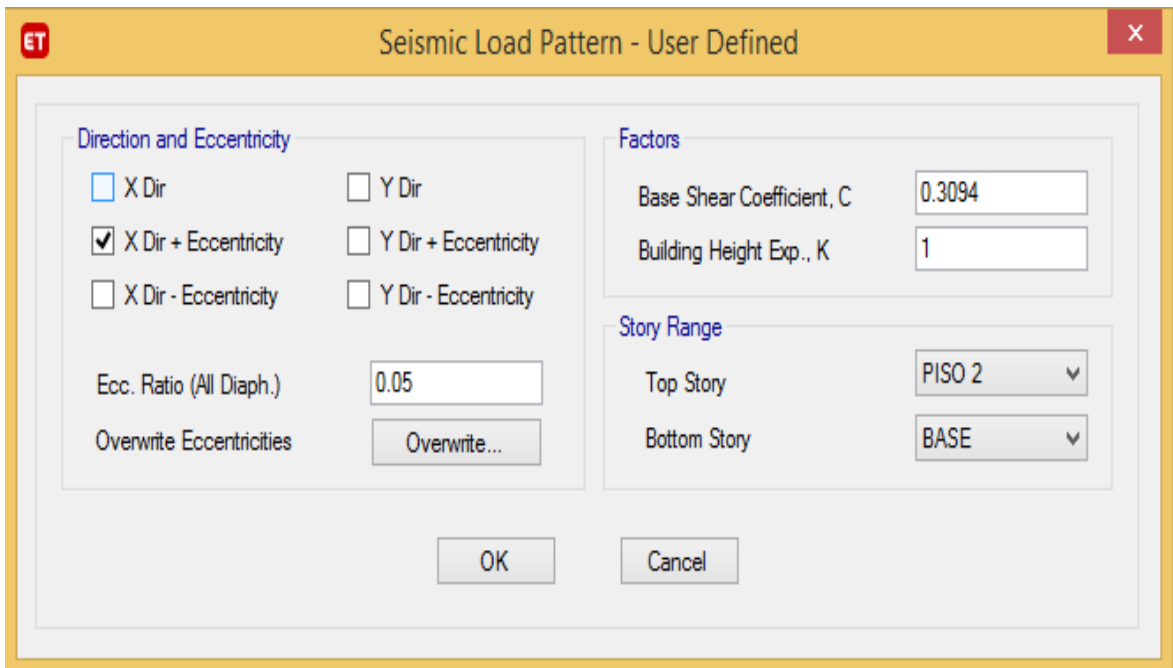 ET
Seismic Load Pattern - User Defined
x
Direction and Eccentricity
X Dir
Y Dir
X Dir + Eccentricity
Y Dir + Eccentricity
X Dir - Eccentricity
Y Dir - Eccentricity
Ecc. Ratio (All Diaph.)
0.05
Overwrite Eccentricities
Overwrite...
Factors
Base Shear Coefficient, C
0.3094
Building Height Exp., K
1
Story Range
Top Story
PISO 2
Bottom Story
BASE
OK
Cancel